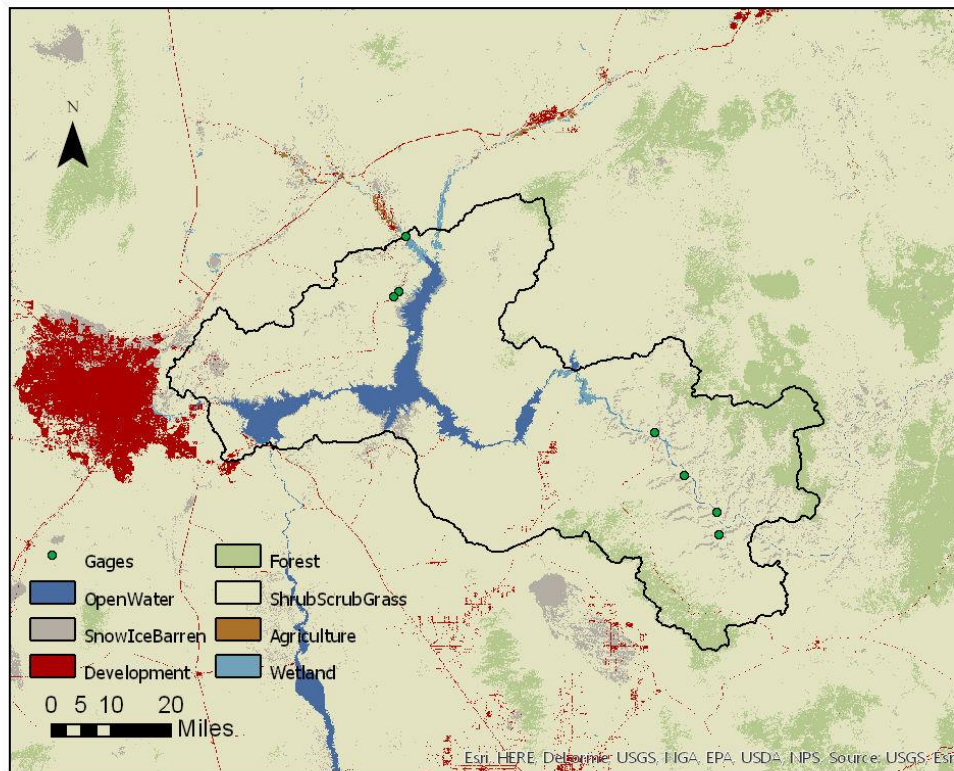 N
Gages
OpenWater
SnowIceBarren
Development
Forest
ShrubScrubGrass
Agriculture
Wetland
0 5 10 20
Miles
Esri, HERE, DeLorme, USGS, NGA, EPA, USDA, NPS Source: USGS, Esri